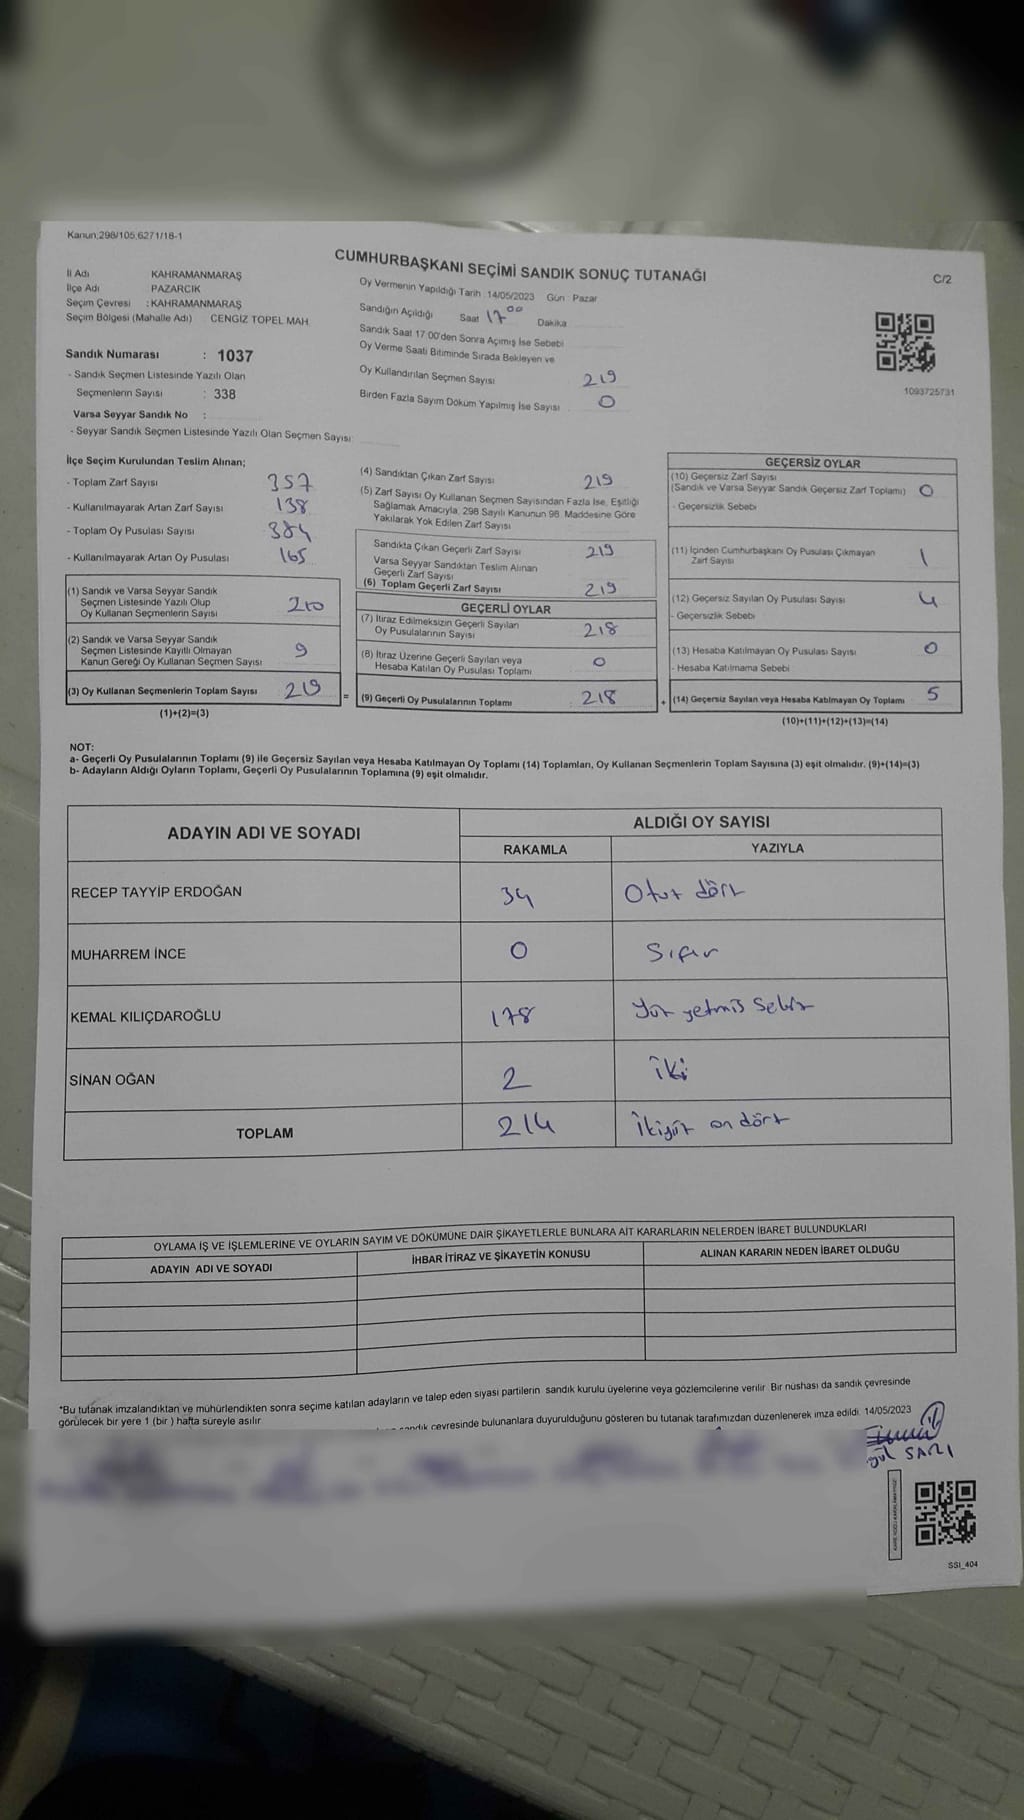 Kanun;298/105,6271/18-1
CUMHURBAŞKANI SEÇİMİ SANDIK SONUÇ TUTANAĞI
C/2
İl Adı KAHRAMANMARAŞ
İlçe Adı PAZARCIK
Seçim Çevresi : KAHRAMANMARAŞ
Seçim Bölgesi (Mahalle Adı) CENGİZ TOPEL MAH.
Sandık Numarası : 1037
- Sandık Seçmen Listesinde Yazılı Olan
Seçmenlerin Sayısı : 338
Varsa Seyyar Sandık No :
- Seyyar Sandık Seçmen Listesinde Yazılı Olan Seçmen Sayısı:
Oy Vermenin Yapıldığı Tarih : 14/05/2023 Gün : Pazar
Sandığın Açıldığı Saat 17⁰⁰ Dakika
Sandık Saat 17:00'den Sonra Açımış İse Sebebi
Oy Verme Saati Bitiminde Sırada Bekleyen ve
Oy Kullandırılan Seçmen Sayısı 219
Birden Fazla Sayım Döküm Yapılmış İse Sayısı 0
1093725731
İlçe Seçim Kurulundan Teslim Alınan;
- Toplam Zarf Sayısı 357
- Kullanılmayarak Artan Zarf Sayısı 138
- Toplam Oy Pusulası Sayısı 384
- Kullanılmayarak Artan Oy Pusulası 165
(1) Sandık ve Varsa Seyyar Sandık
Seçmen Listesinde Yazılı Olup
Oy Kullanan Seçmenlerin Sayısı 210
(2) Sandık ve Varsa Seyyar Sandık
Seçmen Listesinde Kayıtlı Olmayan
Kanun Gereği Oy Kullanan Seçmen Sayısı 9
(3) Oy Kullanan Seçmenlerin Toplam Sayısı 219
(1)+(2)=(3)
(4) Sandıktan Çıkan Zarf Sayısı 219
(5) Zarf Sayısı Oy Kullanan Seçmen Sayısından Fazla İse, Eşitliği
Sağlamak Amacıyla, 298 Sayılı Kanunun 98. Maddesine Göre
Yakılarak Yok Edilen Zarf Sayısı
Sandıkta Çıkan Geçerli Zarf Sayısı 219
Varsa Seyyar Sandıktan Teslim Alınan
Geçerli Zarf Sayısı
(6) Toplam Geçerli Zarf Sayısı 219
GEÇERLİ OYLAR
(7) İtiraz Edilmeksizin Geçerli Sayılan
Oy Pusulalarının Sayısı 218
(8) İtiraz Üzerine Geçerli Sayılan veya
Hesaba Katılan Oy Pusulası Toplamı 0
= (9) Geçerli Oy Pusulalarının Toplamı 218
GEÇERSİZ OYLAR
(10) Geçersiz Zarf Sayısı
(Sandık ve Varsa Seyyar Sandık Geçersiz Zarf Toplamı) 0
- Geçersizlik Sebebi
(11) İçinden Cumhurbaşkanı Oy Pusulası Çıkmayan
Zarf Sayısı 1
(12) Geçersiz Sayılan Oy Pusulası Sayısı 4
- Geçersizlik Sebebi
(13) Hesaba Katılmayan Oy Pusulası Sayısı 0
- Hesaba Katılmama Sebebi
+ (14) Geçersiz Sayılan veya Hesaba Katılmayan Oy Toplamı 5
(10)+(11)+(12)+(13)=(14)
NOT:
a- Geçerli Oy Pusulalarının Toplamı (9) ile Geçersiz Sayılan veya Hesaba Katılmayan Oy Toplamı (14) Toplamları, Oy Kullanan Seçmenlerin Toplam Sayısına (3) eşit olmalıdır. (9)+(14)=(3)
b- Adayların Aldığı Oyların Toplamı, Geçerli Oy Pusulalarının Toplamına (9) eşit olmalıdır.
ADAYIN ADI VE SOYADI
ALDIĞI OY SAYISI
RAKAMLA YAZIYLA
RECEP TAYYİP ERDOĞAN 34 Otuz dört
MUHARREM İNCE 0 Sıfır
KEMAL KILIÇDAROĞLU 178 Yüz yetmiş sekiz
SİNAN OĞAN 2 İki
TOPLAM 214 İkiyüz on dört
OYLAMA İŞ VE İŞLEMLERİNE VE OYLARIN SAYIM VE DÖKÜMÜNE DAİR ŞİKAYETLERLE BUNLARA AİT KARARLARIN NELERDEN İBARET BULUNDUKLARI
ADAYIN ADI VE SOYADI İHBAR İTİRAZ VE ŞİKAYETİN KONUSU ALINAN KARARIN NEDEN İBARET OLDUĞU
*Bu tutanak imzalandıktan ve mühürlendikten sonra seçime katılan adayların ve talep eden siyasi partilerin sandık kurulu üyelerine veya gözlemcilerine verilir. Bir nüshası da sandık çevresinde
görülecek bir yere 1 (bir) hafta süreyle asılır.
sandık çevresinde bulunanlara duyurulduğunu gösteren bu tutanak tarafımızdan düzenlenerek imza edildi. 14/05/2023
gül SARI
SSI_404